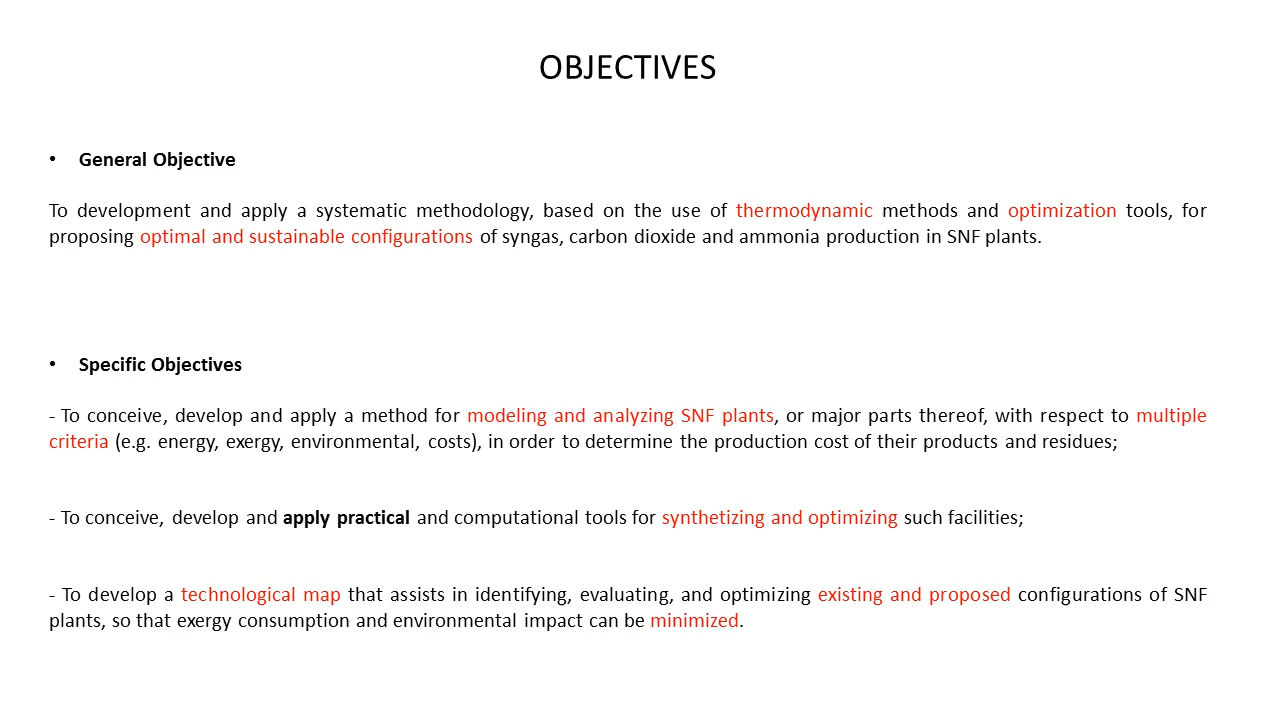 OBJECTIVES
• General Objective
To development and apply a systematic methodology, based on the use of thermodynamic methods and optimization tools, for
proposing optimal and sustainable configurations of syngas, carbon dioxide and ammonia production in SNF plants.
• Specific Objectives
- To conceive, develop and apply a method for modeling and analyzing SNF plants, or major parts thereof, with respect to multiple
criteria (e.g. energy, exergy, environmental, costs), in order to determine the production cost of their products and residues;
- To conceive, develop and apply practical and computational tools for synthetizing and optimizing such facilities;
- To develop a technological map that assists in identifying, evaluating, and optimizing existing and proposed configurations of SNF
plants, so that exergy consumption and environmental impact can be minimized.